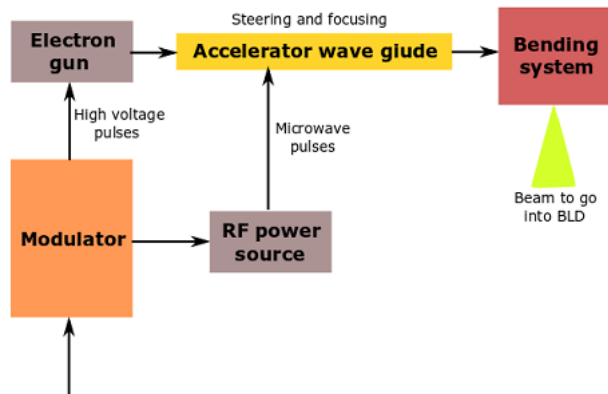 Steering and focusing
Electron
gun
Accelerator wave giude
Bending
system
High voltage
pulses
Microwave
pulses
Beam to go
into BLD
Modulator
RF power
source